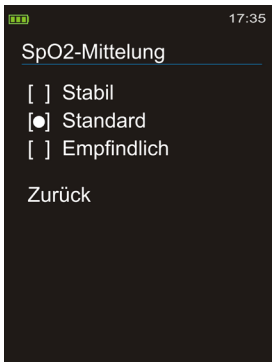 17:35
SpO2-Mittelung
[ ] Stabil
[●] Standard
[ ] Empfindlich
Zurück